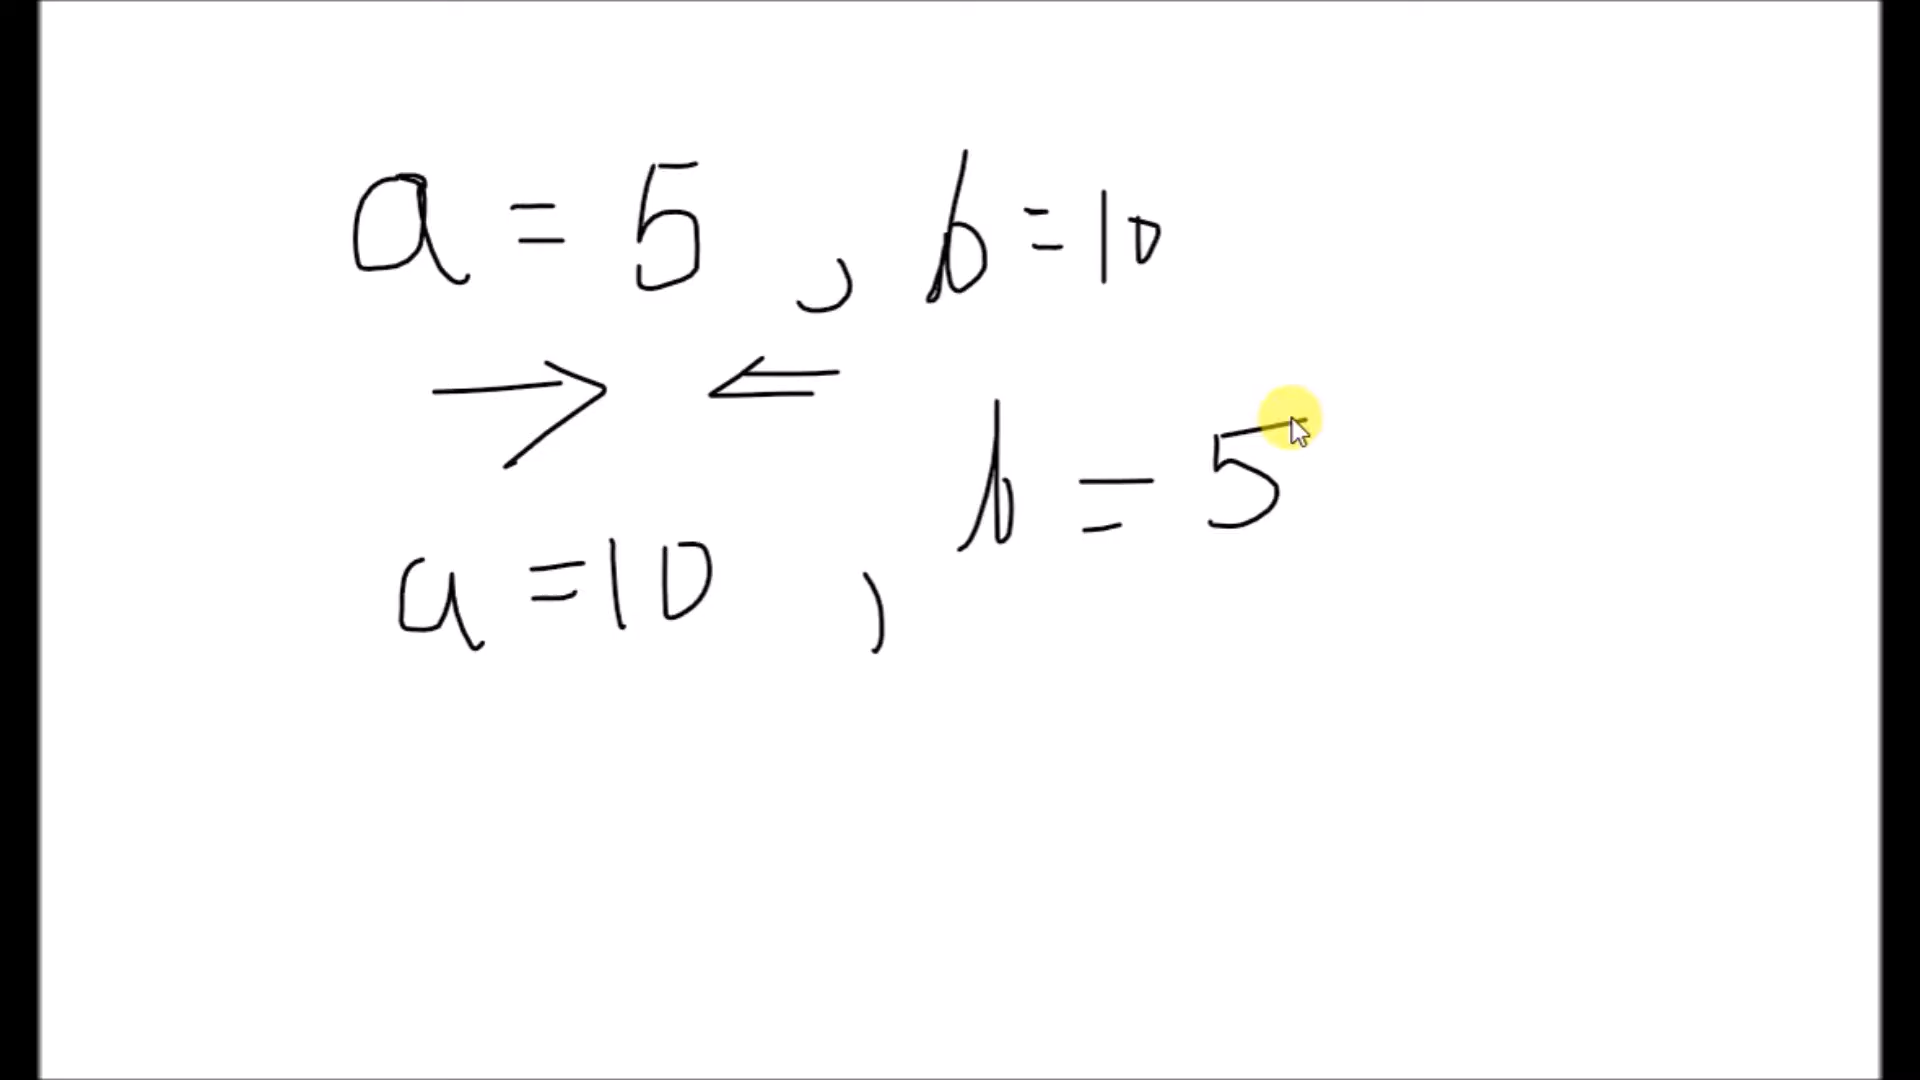 a = 5 , b = 10
→ ⇐
a = 10 , b = 5